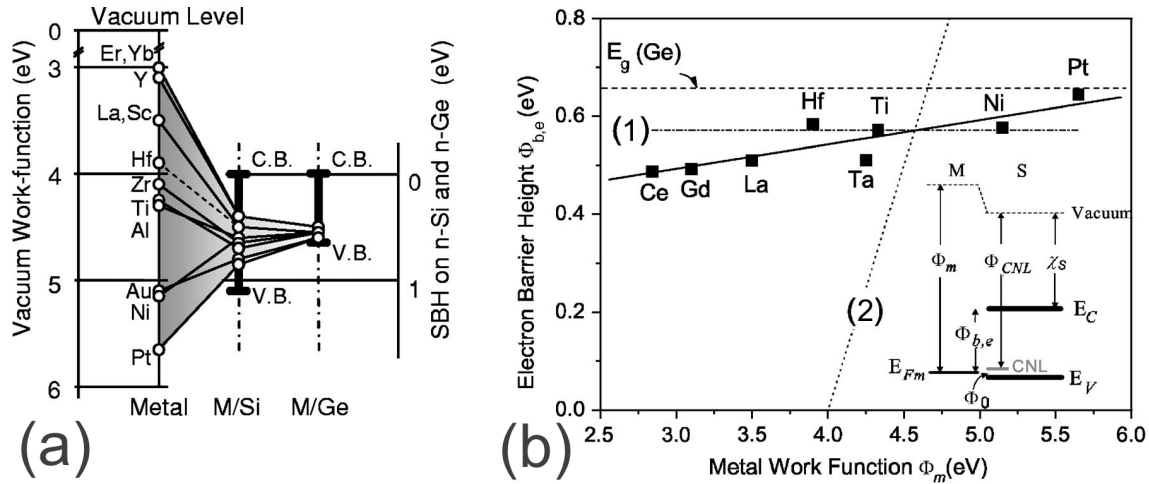 Vacuum Level
Vacuum Work-function (eV)
0
3
4
5
6
Er,Yb
Y
La,Sc
Hf
Zr
Ti
Al
Au
Ni
Pt
C.B.
C.B.
V.B.
V.B.
0
1
SBH on n-Si and n-Ge (eV)
Metal
M/Si
M/Ge
(a)
Electron Barrier Height Φb,e(eV)
0.8
0.6
0.4
0.2
0.0
Eg (Ge)
(1)
(2)
Ce
Gd
La
Hf
Ti
Ta
Ni
Pt
M
S
Vacuum
Φm
ΦCNL
χS
EC
Φb,e
EFm
CNL
EV
Φ0
2.5
3.0
3.5
4.0
4.5
5.0
5.5
6.0
Metal Work Function Φm(eV)
(b)